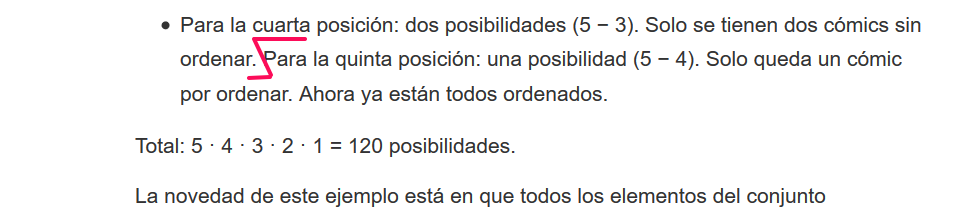 • Para la cuarta posición: dos posibilidades (5 − 3). Solo se tienen dos cómics sin
ordenar. Para la quinta posición: una posibilidad (5 − 4). Solo queda un cómic
por ordenar. Ahora ya están todos ordenados.
Total: 5 · 4 · 3 · 2 · 1 = 120 posibilidades.
La novedad de este ejemplo está en que todos los elementos del conjunto